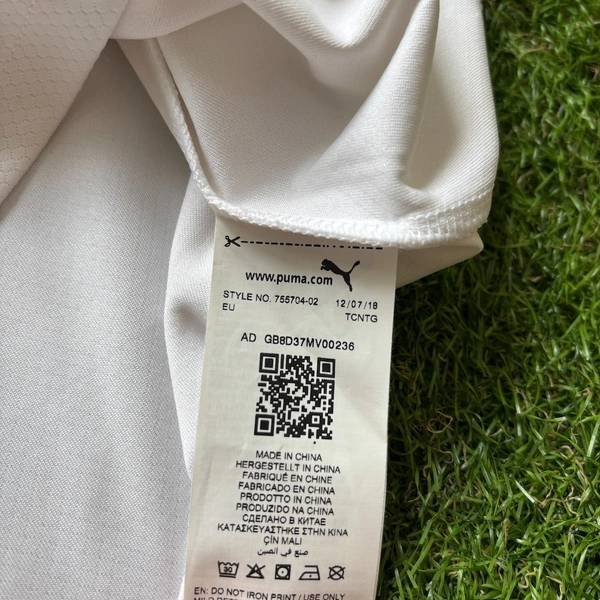 www.puma.com
STYLE NO. 755704-02 12/07/18
EU TCNTG
AD GB8D37MV00236
MADE IN CHINA
HERGESTELLT IN CHINA
FABRIQUÉ EN CHINE
FABRICADO EN CHINA
PRODOTTO IN CHINA
PRODUZIDO NA CHINA
СДЕЛАНО В КИТАЕ
ΚΑΤΑΣΚΕΥΑΣΤΗΚΕ ΣΤΗΝ ΚΙΝΑ
ÇİN MALI
صنع في الصين
30
EN: DO NOT IRON PRINT / USE
MILD